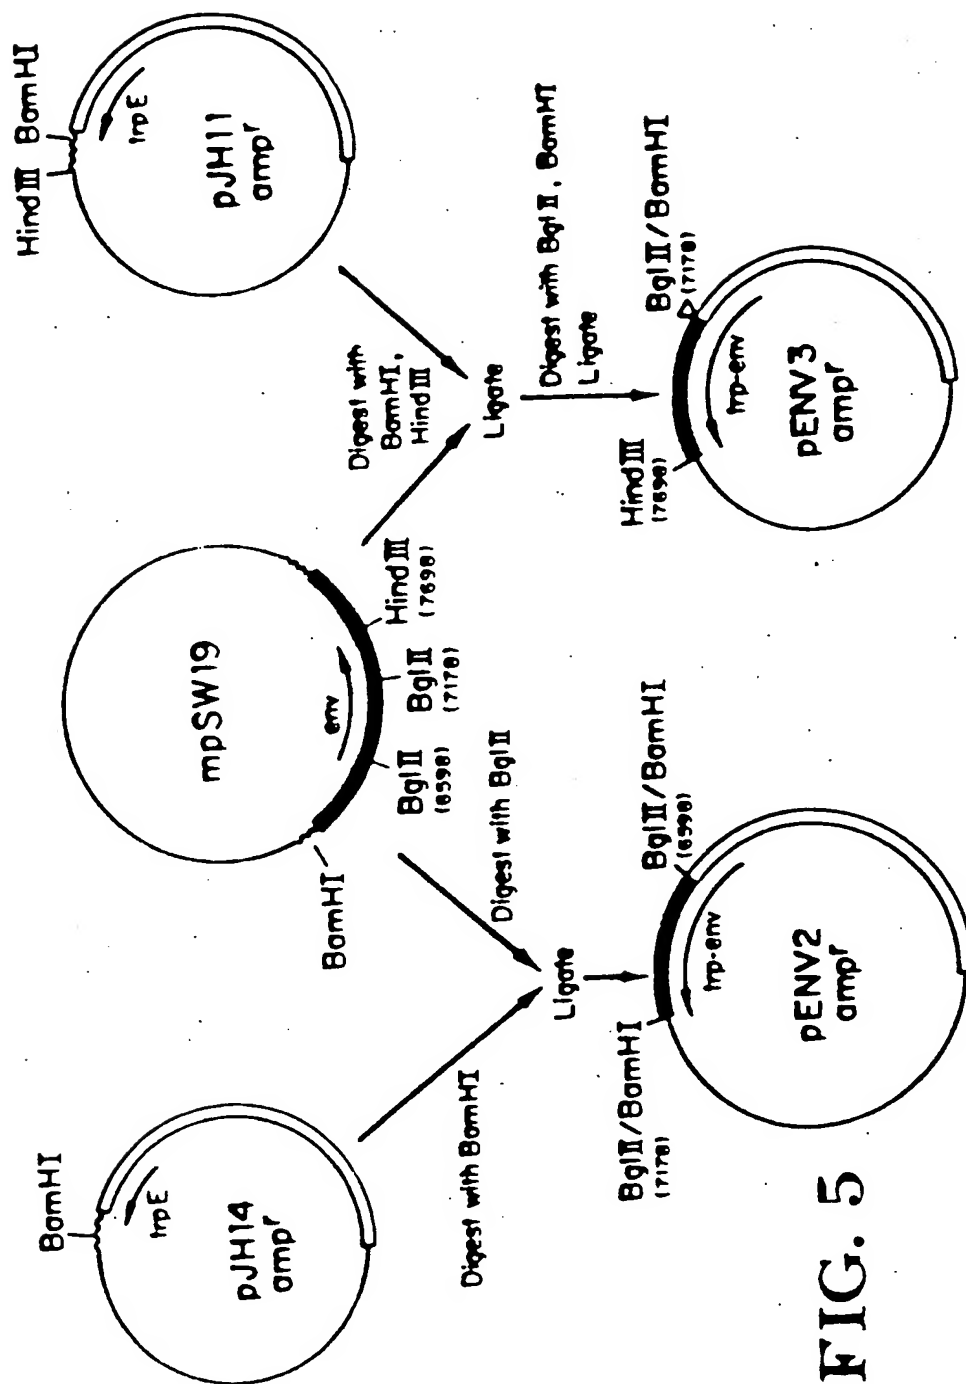 BamHI
trpE
pJH14
ampr
Digest with BamHI
BamHI
mpSW19
env
BglII
(6598)
BglII
(7178)
HindIII
(7698)
HindIII
BamHI
trpE
pJH11
ampr
Digest with BglII
Digest with
BamHI,
HindIII
Ligate
Ligate
Digest with BglII, BamHI
Ligate
BglII/BamHI
(7178)
BglII/BamHI
(6598)
trp-env
pENV2
ampr
HindIII
(7698)
BglII/BamHI
(7178)
trp-env
pENV3
ampr
FIG. 5